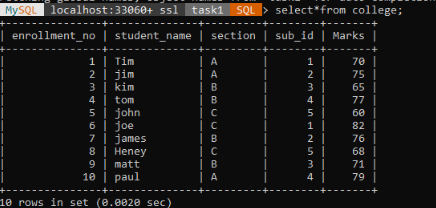 MySQL localhost:33060+ ssl task1 SQL > select*from college;
+---------------+--------------+---------+--------+-------+
| enrollment_no | student_name | section | sub_id | Marks |
+---------------+--------------+---------+--------+-------+
| 1 | Tim | A | 1 | 70 |
| 2 | jim | A | 2 | 75 |
| 3 | kim | B | 3 | 65 |
| 4 | tom | B | 4 | 77 |
| 5 | john | C | 5 | 60 |
| 6 | joe | C | 1 | 82 |
| 7 | james | B | 2 | 76 |
| 8 | Heney | C | 5 | 68 |
| 9 | matt | B | 3 | 71 |
| 10 | paul | A | 4 | 79 |
+---------------+--------------+---------+--------+-------+
10 rows in set (0.0020 sec)